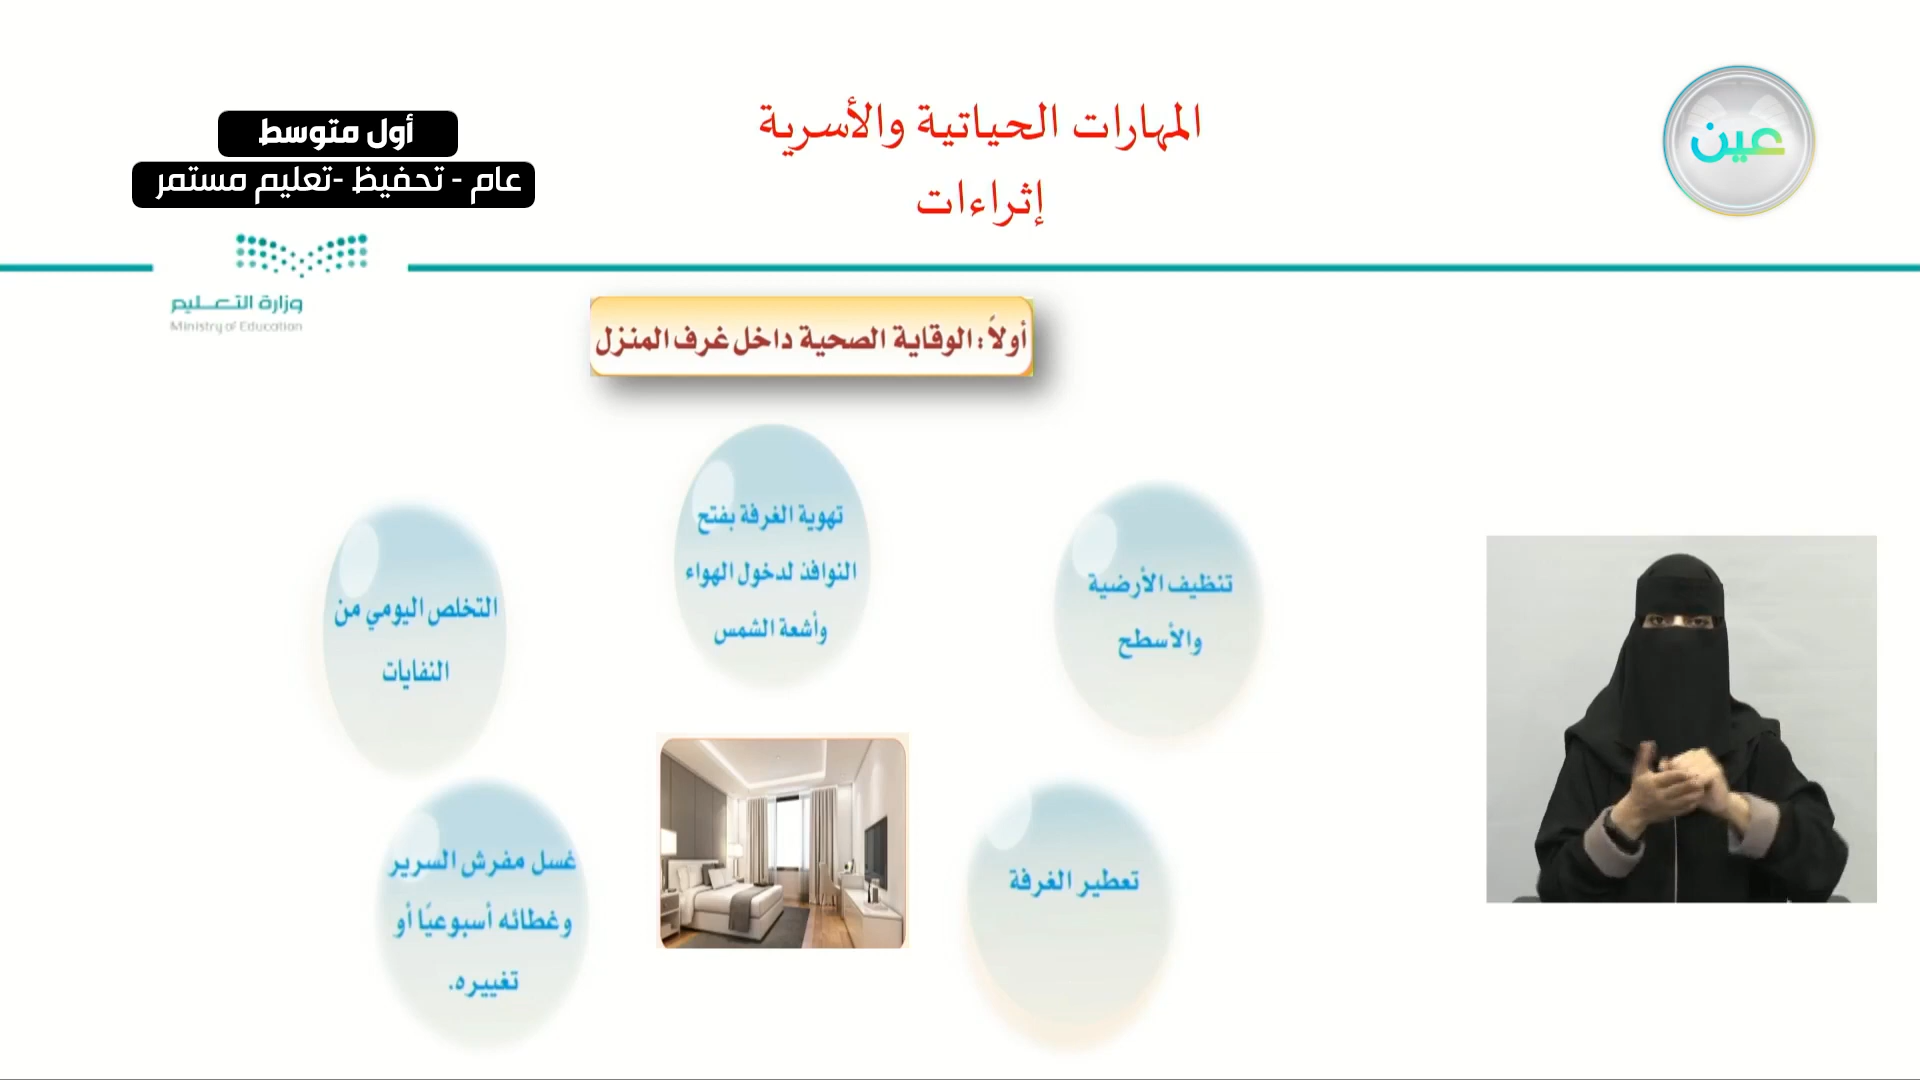 المهارات الحياتية والأسرية
إثراءات
عين
أول متوسط
عام - تحفيظ -تعليم مستمر
وزارة التعليم
Ministry of Education
أولاً : الوقاية الصحية داخل غرف المنزل
تنظيف الأرضية
والأسطح
تهوية الغرفة بفتح
النوافذ لدخول الهواء
وأشعة الشمس
التخلص اليومي من
النفايات
تعطير الغرفة
غسل مفرش السرير
وغطائه أسبوعيًا أو
تغييره.